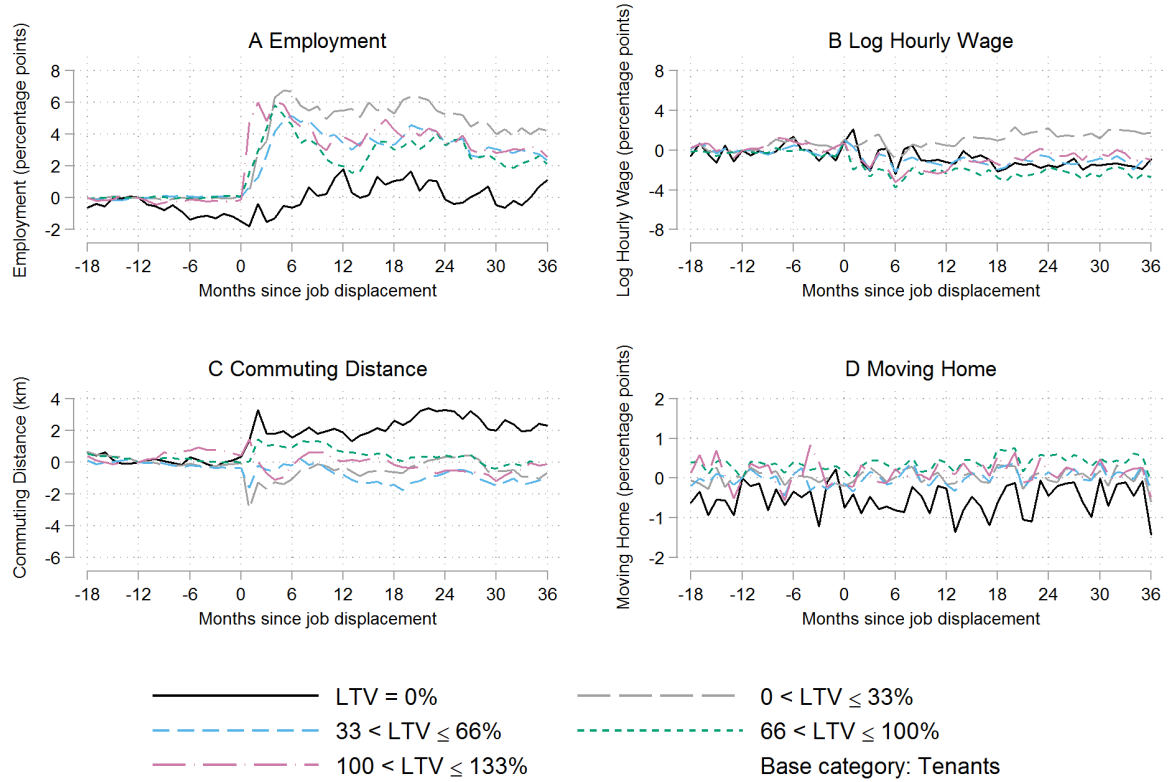 A Employment
Employment (percentage points)
8
6
4
2
0
-2
-18 -12 -6 0 6 12 18 24 30 36
Months since job displacement
B Log Hourly Wage
Log Hourly Wage (percentage points)
8
4
0
-4
-8
-18 -12 -6 0 6 12 18 24 30 36
Months since job displacement
C Commuting Distance
Commuting Distance (km)
4
2
0
-2
-4
-6
-18 -12 -6 0 6 12 18 24 30 36
Months since job displacement
D Moving Home
Moving Home (percentage points)
2
1
0
-1
-2
-18 -12 -6 0 6 12 18 24 30 36
Months since job displacement
LTV = 0%
0 < LTV ≤ 33%
33 < LTV ≤ 66%
66 < LTV ≤ 100%
100 < LTV ≤ 133%
Base category: Tenants